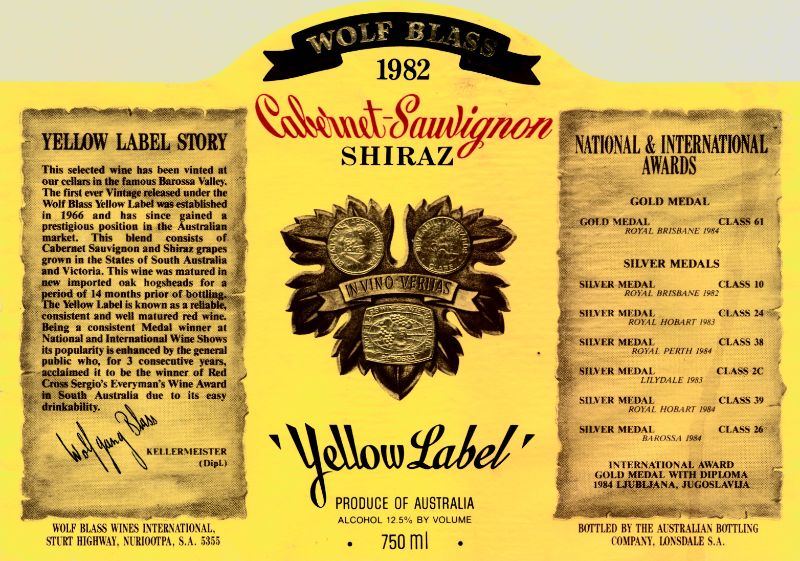 WOLF BLASS
1982
Cabernet-Sauvignon
SHIRAZ
YELLOW LABEL STORY
This selected wine has been vinted at
our cellars in the famous Barossa Valley.
The first ever Vintage released under the
Wolf Blass Yellow Label was established
in 1966 and has since gained a
prestigious position in the Australian
market. This blend consists of
Cabernet Sauvignon and Shiraz grapes
grown in the States of South Australia
and Victoria. This wine was matured in
new imported oak hogsheads for a
period of 14 months prior of bottling.
The Yellow Label is known as a reliable,
consistent and well matured red wine.
Being a consistent Medal winner at
National and International Wine Shows
its popularity is enhanced by the general
public who, for 3 consecutive years,
acclaimed it to be the winner of Red
Cross Sergio's Everyman's Wine Award
in South Australia due to its easy
drinkability.
Wolfgang Blass
KELLERMEISTER
(Dipl.)
WOLF BLASS WINES INTERNATIONAL,
STURT HIGHWAY, NURIOOTPA, S.A. 5355
IN VINO VERITAS
'Yellow Label'
PRODUCE OF AUSTRALIA
ALCOHOL 12.5% BY VOLUME
• 750 ml •
NATIONAL & INTERNATIONAL
AWARDS
GOLD MEDAL
GOLD MEDAL CLASS 61
ROYAL BRISBANE 1984
SILVER MEDALS
SILVER MEDAL CLASS 10
ROYAL BRISBANE 1982
SILVER MEDAL CLASS 24
ROYAL HOBART 1983
SILVER MEDAL CLASS 38
ROYAL PERTH 1984
SILVER MEDAL CLASS 2C
LILYDALE 1983
SILVER MEDAL CLASS 39
ROYAL HOBART 1984
SILVER MEDAL CLASS 26
BAROSSA 1984
INTERNATIONAL AWARD
GOLD MEDAL WITH DIPLOMA
1984 LJUBLJANA, JUGOSLAVIJA
BOTTLED BY THE AUSTRALIAN BOTTLING
COMPANY, LONSDALE S.A.